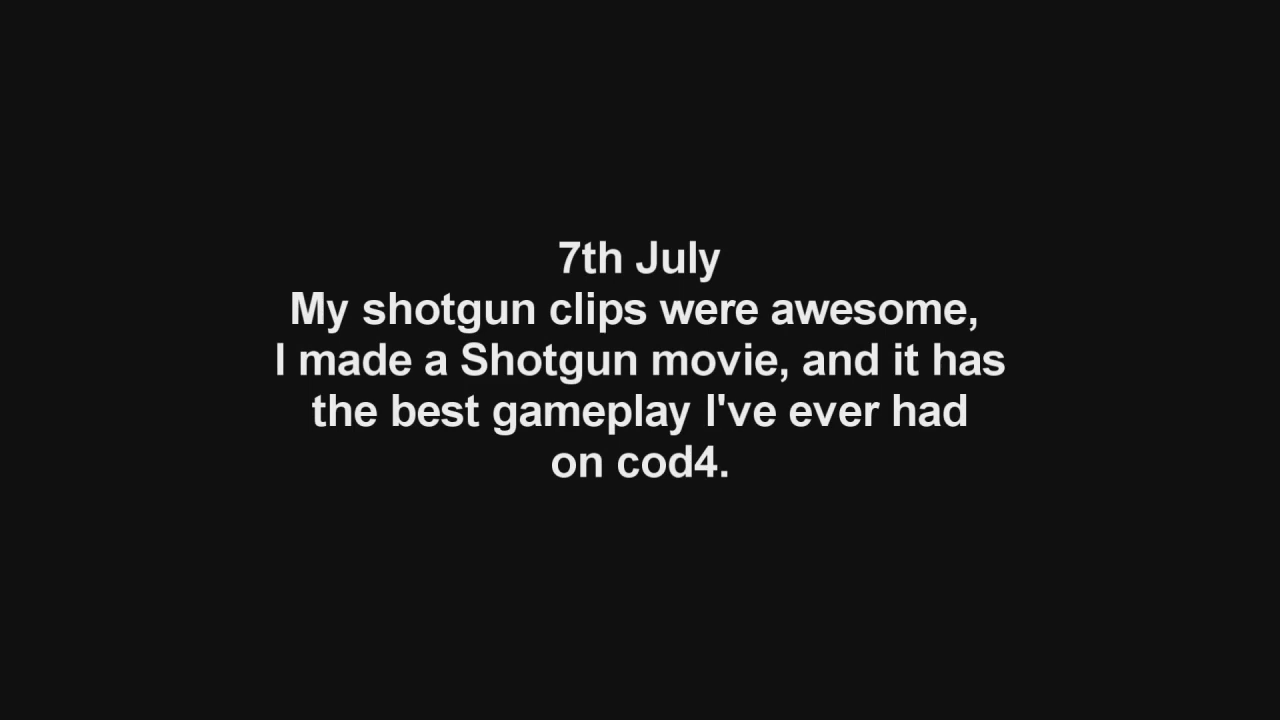 7th July
My shotgun clips were awesome,
I made a Shotgun movie, and it has
the best gameplay I've ever had
on cod4.